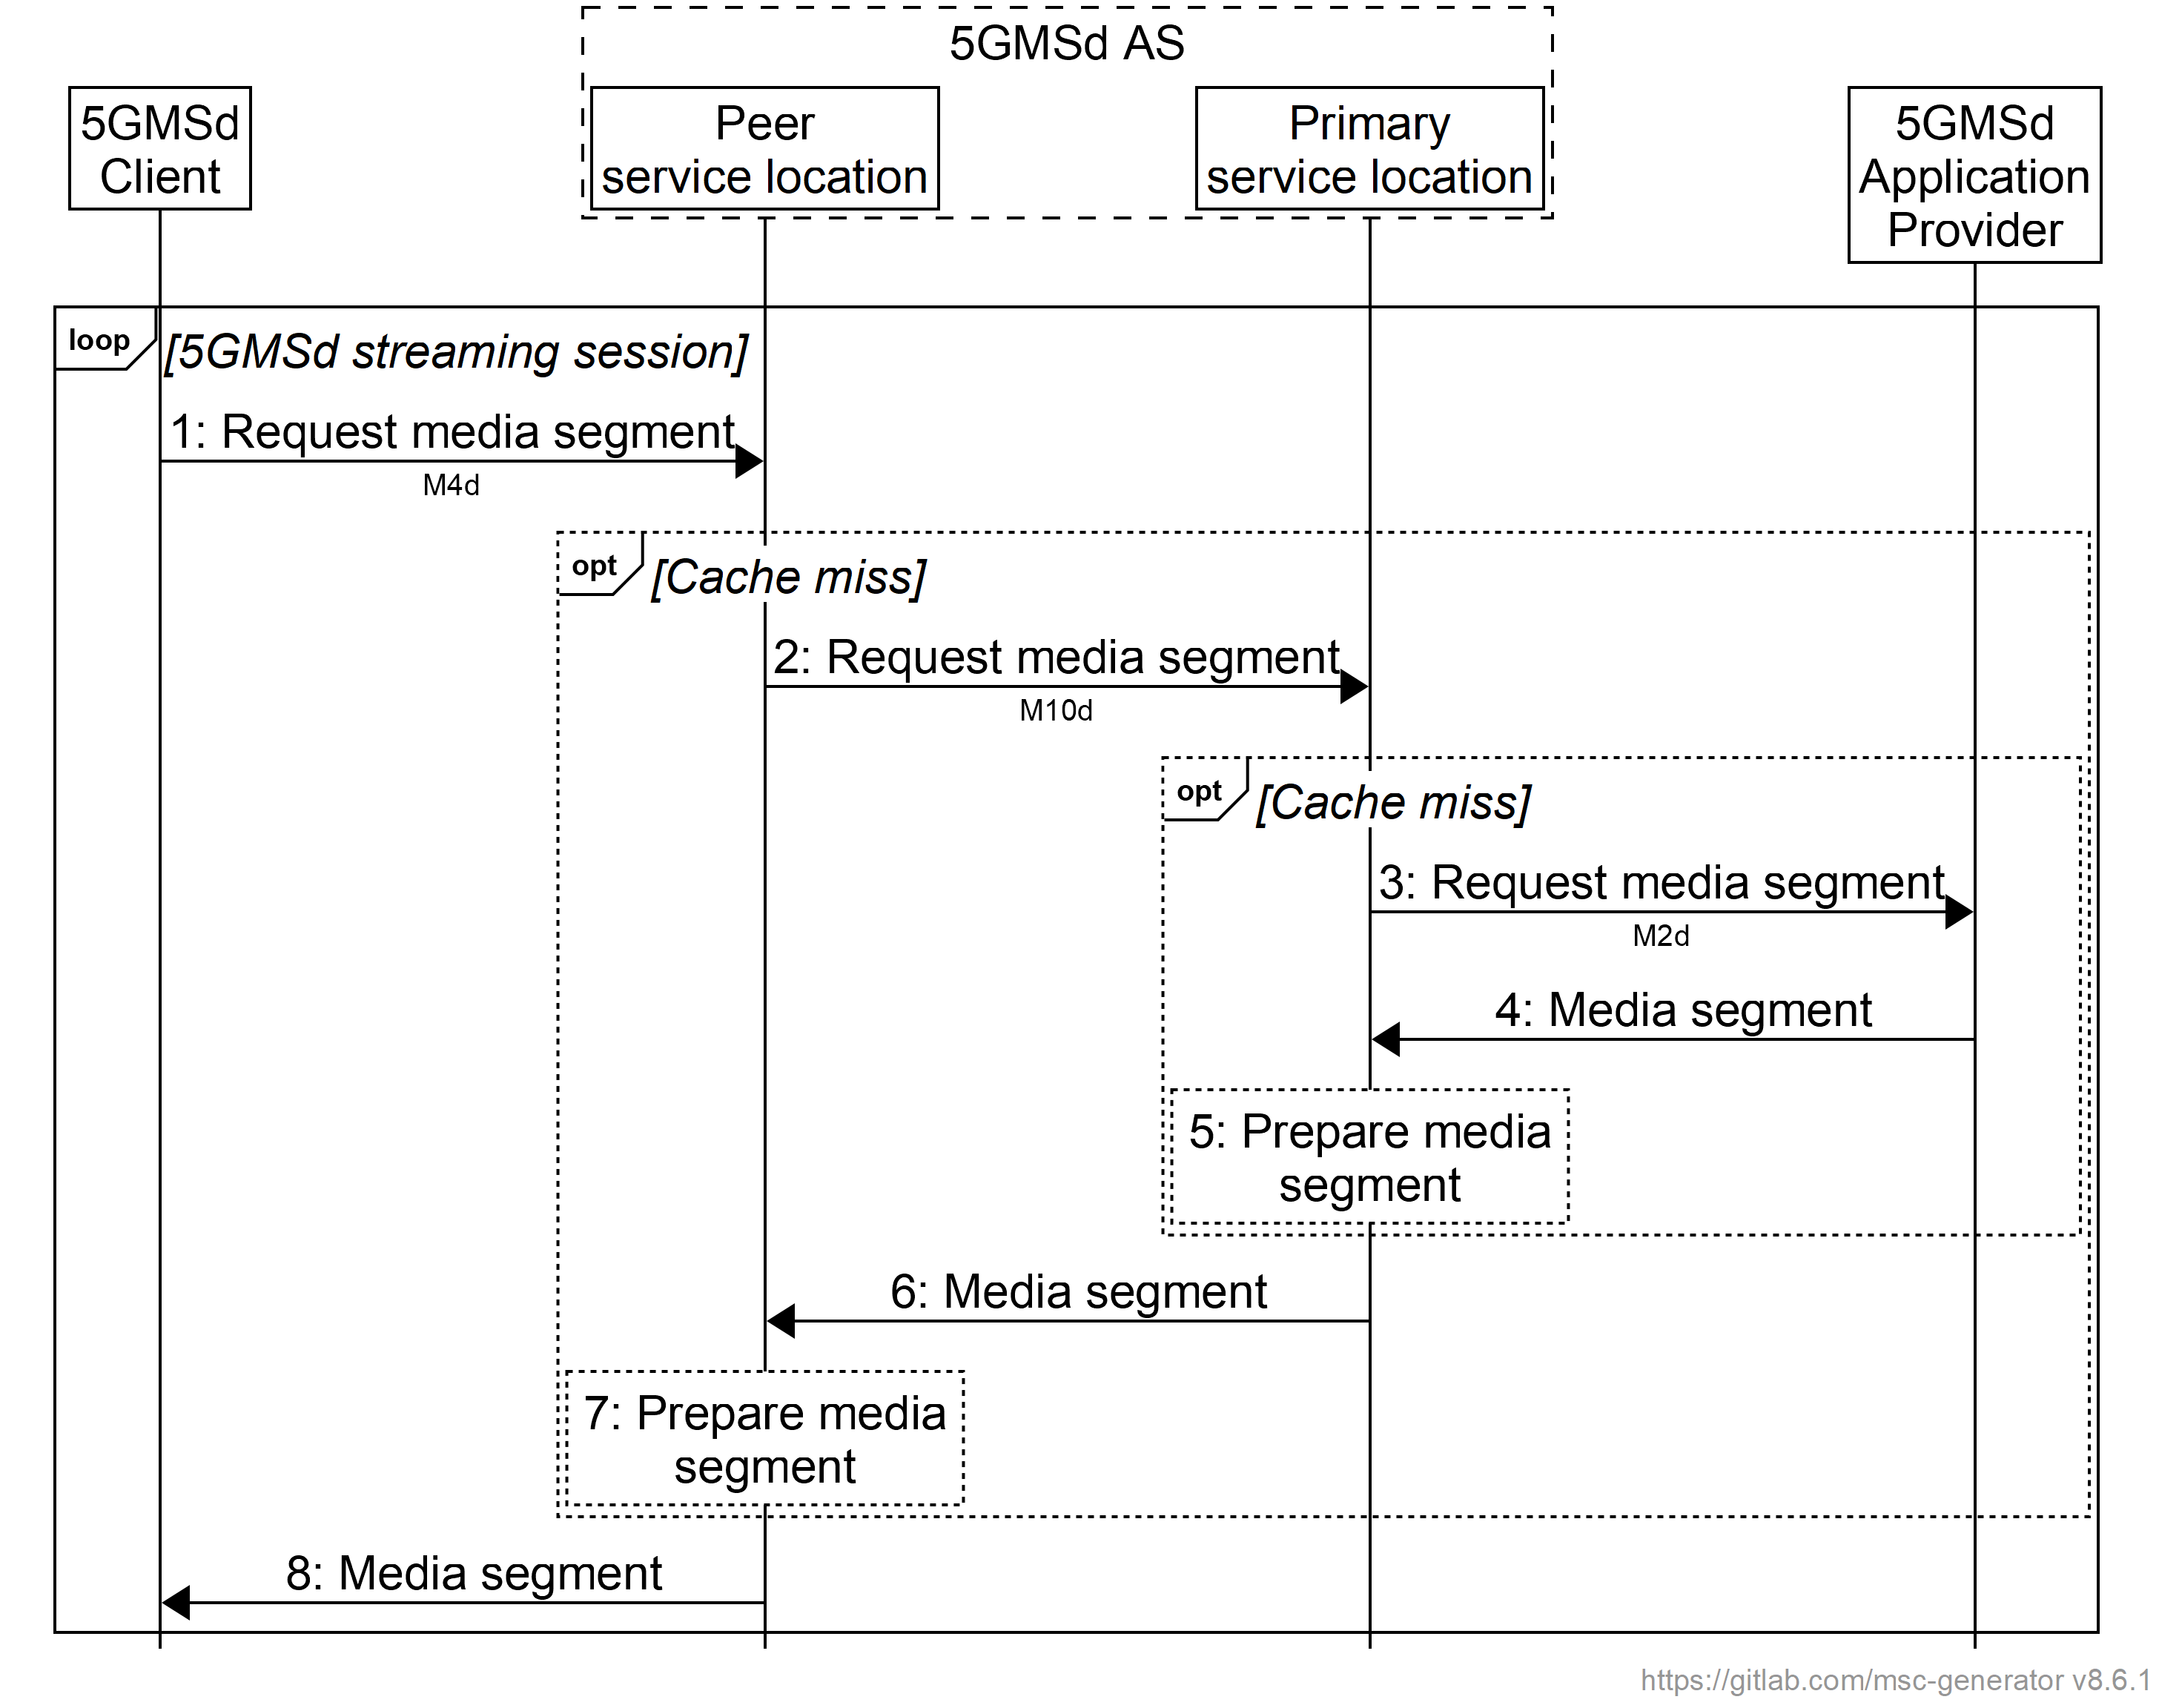 5GMSd AS
5GMSd
Client
Peer
service location
Primary
service location
5GMSd
Application
Provider
loop
[5GMSd streaming session]
1: Request media segment
M4d
opt
[Cache miss]
2: Request media segment
M10d
opt
[Cache miss]
3: Request media segment
M2d
4: Media segment
5: Prepare media
segment
6: Media segment
7: Prepare media
segment
8: Media segment
https://gitlab.com/msc-generator v8.6.1